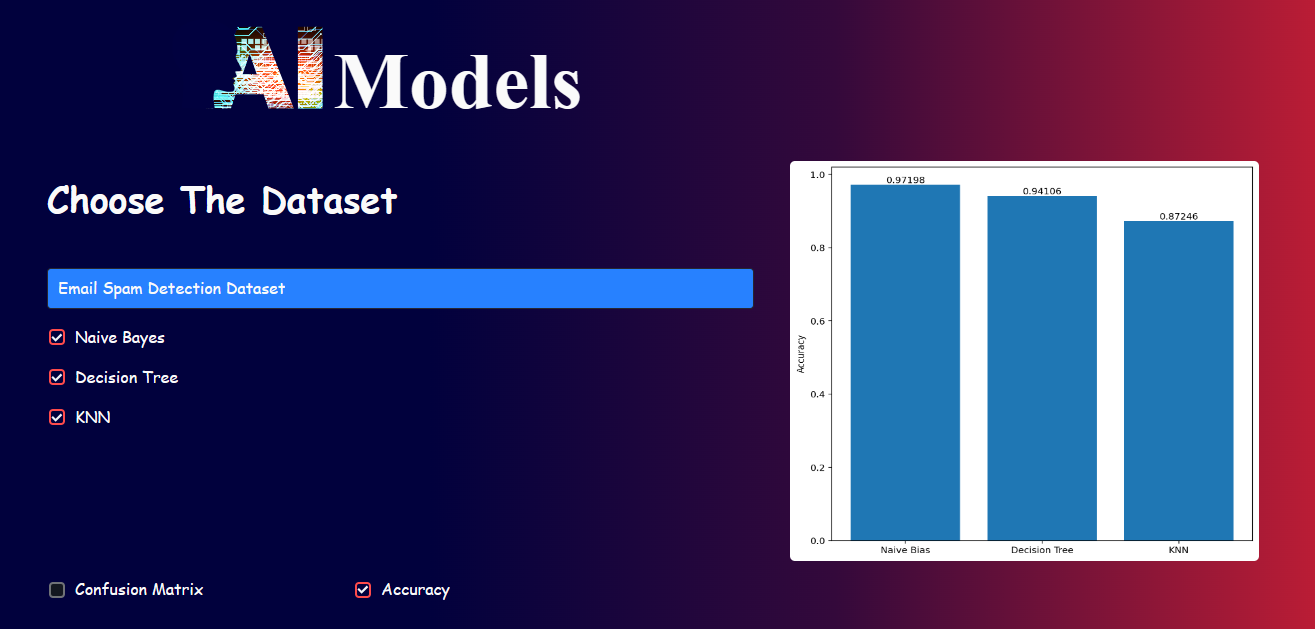 AI Models
Choose The Dataset
Email Spam Detection Dataset
Naive Bayes
Decision Tree
KNN
Confusion Matrix
Accuracy
1.0
0.8
0.6
0.4
0.2
0.0
Accuracy
0.97198
0.94106
0.87246
Naive Bias
Decision Tree
KNN